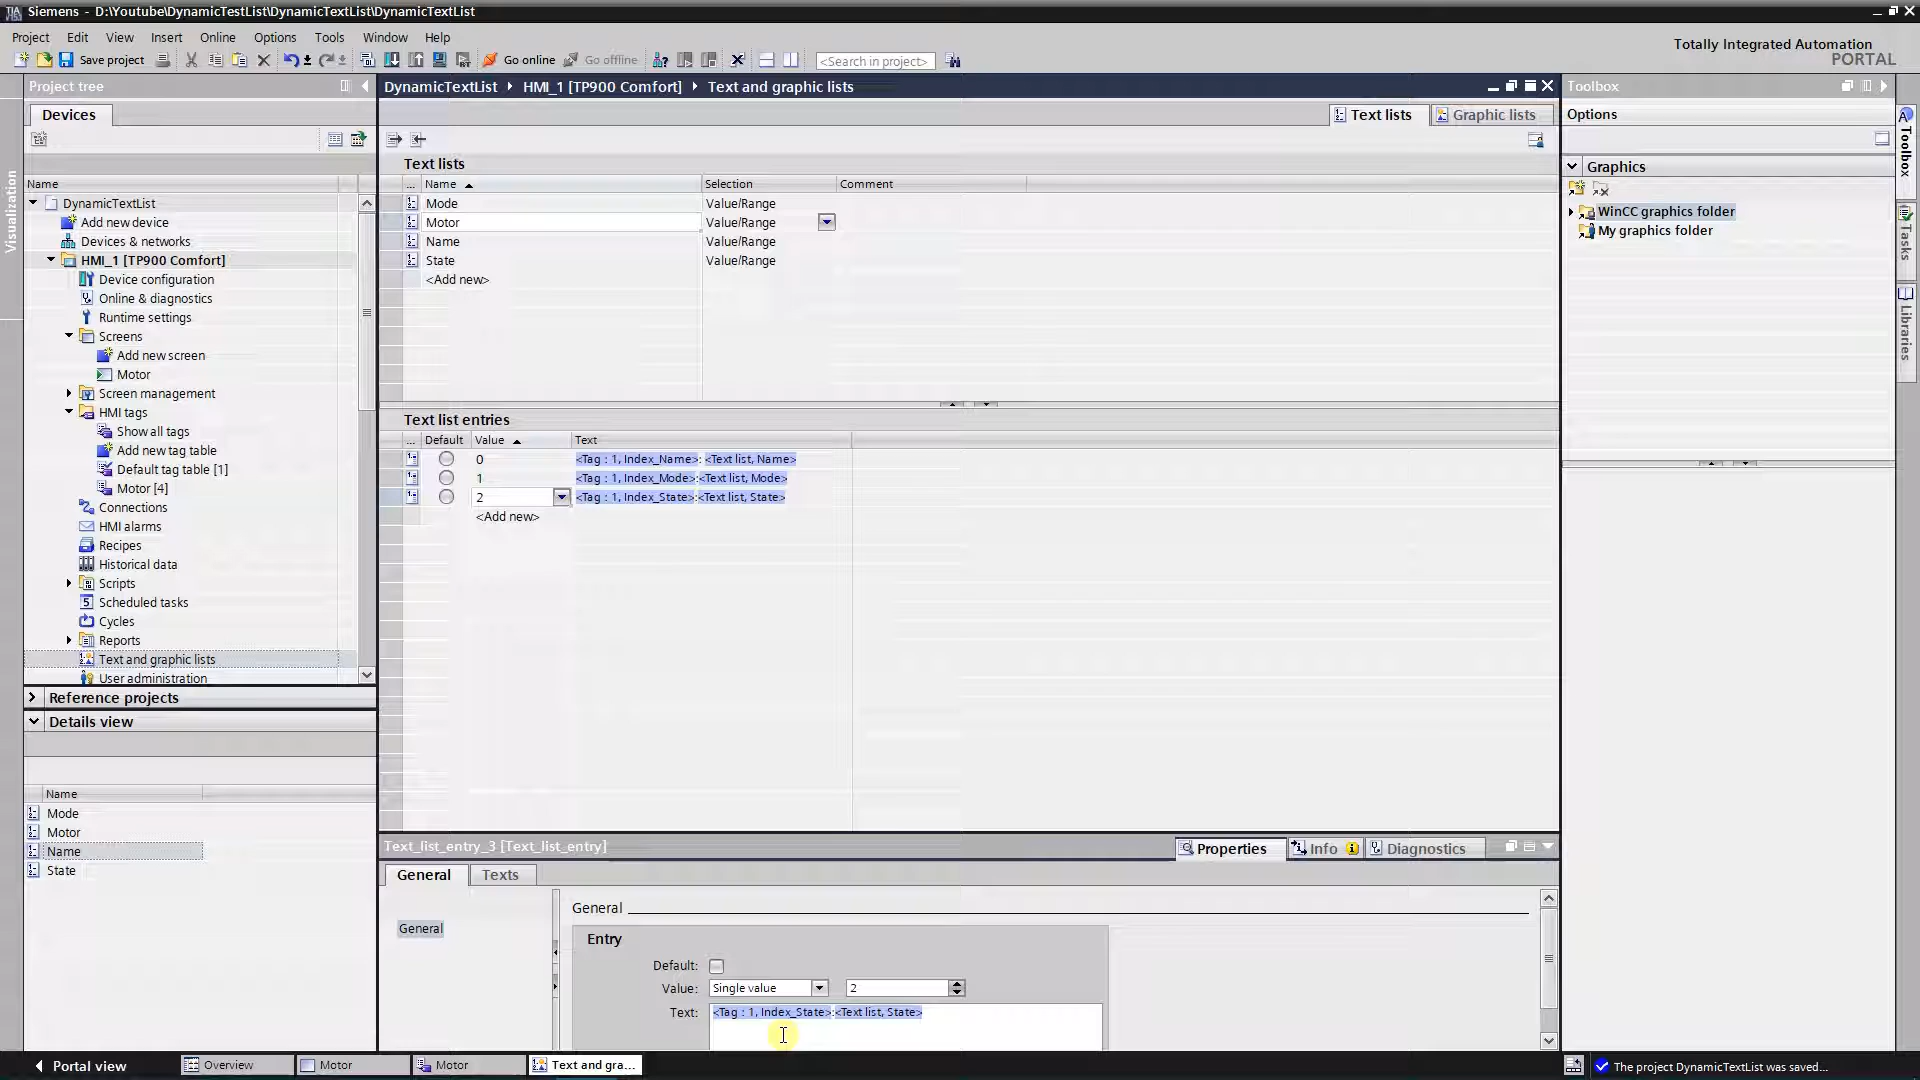 Siemens - D:\Youtube\DynamicTestList\DynamicTextList\DynamicTextList
Project Edit View Insert Online Options Tools Window Help
Totally Integrated Automation
PORTAL
Save project
Go online
Go offline
<Search in project>
Project tree
DynamicTextList HMI_1 [TP900 Comfort] Text and graphic lists
Toolbox
Devices
Text lists
Graphic lists
Options
Visualization
Toolbox
Tasks
Libraries
Name
DynamicTextList
Add new device
Devices & networks
HMI_1 [TP900 Comfort]
Device configuration
Online & diagnostics
Runtime settings
Screens
Add new screen
Motor
Screen management
HMI tags
Show all tags
Add new tag table
Default tag table [1]
Motor [4]
Connections
HMI alarms
Recipes
Historical data
Scripts
Scheduled tasks
5
Cycles
Reports
Text and graphic lists
User administration
Reference projects
Details view
Name
Mode
Motor
Name
State
Text lists
... Name Selection Comment
Mode Value/Range
Motor Value/Range
Name Value/Range
State Value/Range
<Add new>
Text list entries
... Default Value Text
0 <Tag : 1, Index_Name>: <Text list, Name>
1 <Tag : 1, Index_Mode>:<Text list, Mode>
2 <Tag : 1, Index_State>:<Text list, State>
<Add new>
Graphics
WinCC graphics folder
My graphics folder
Text_list_entry_3 [Text_list_entry]
Properties Info Diagnostics
General Texts
General
General
Entry
Default:
Value: Single value 2
Text: <Tag : 1, Index_State>:<Text list, State>
Portal view Overview Motor Motor Text and gra...
The project DynamicTextList was saved...